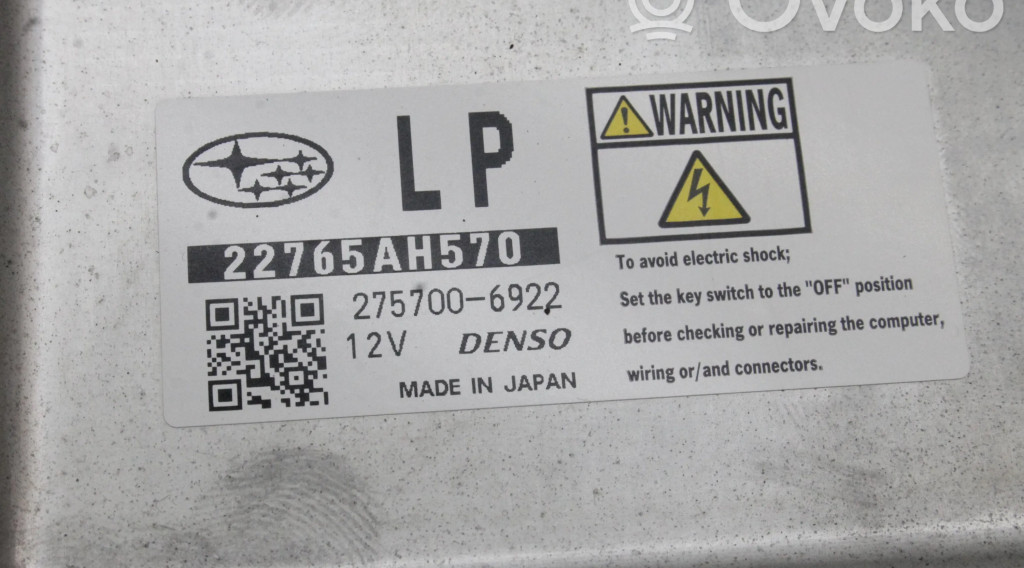 Ovoko
LP
WARNING
22765AH570
275700-6922
12V DENSO
MADE IN JAPAN
To avoid electric shock;
Set the key switch to the "OFF" position
before checking or repairing the computer,
wiring or/and connectors.